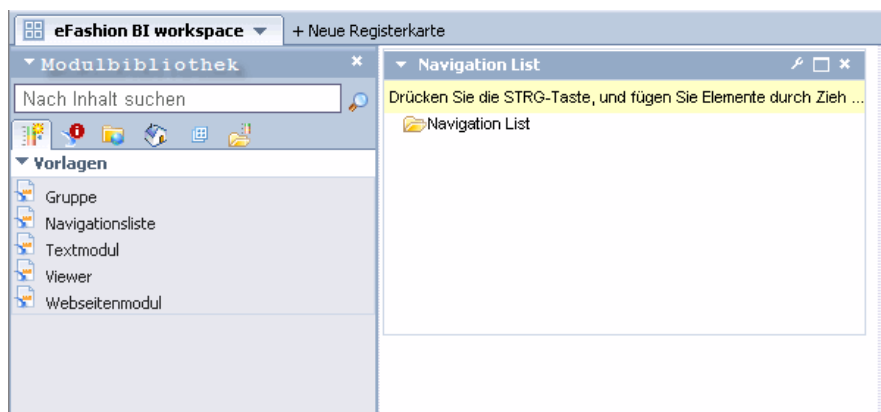 eFashion BI workspace
+ Neue Registerkarte
Modulbibliothek
Nach Inhalt suchen
Vorlagen
Gruppe
Navigationsliste
Textmodul
Viewer
Webseitenmodul
Navigation List
Drücken Sie die STRG-Taste, und fügen Sie Elemente durch Zieh ...
Navigation List